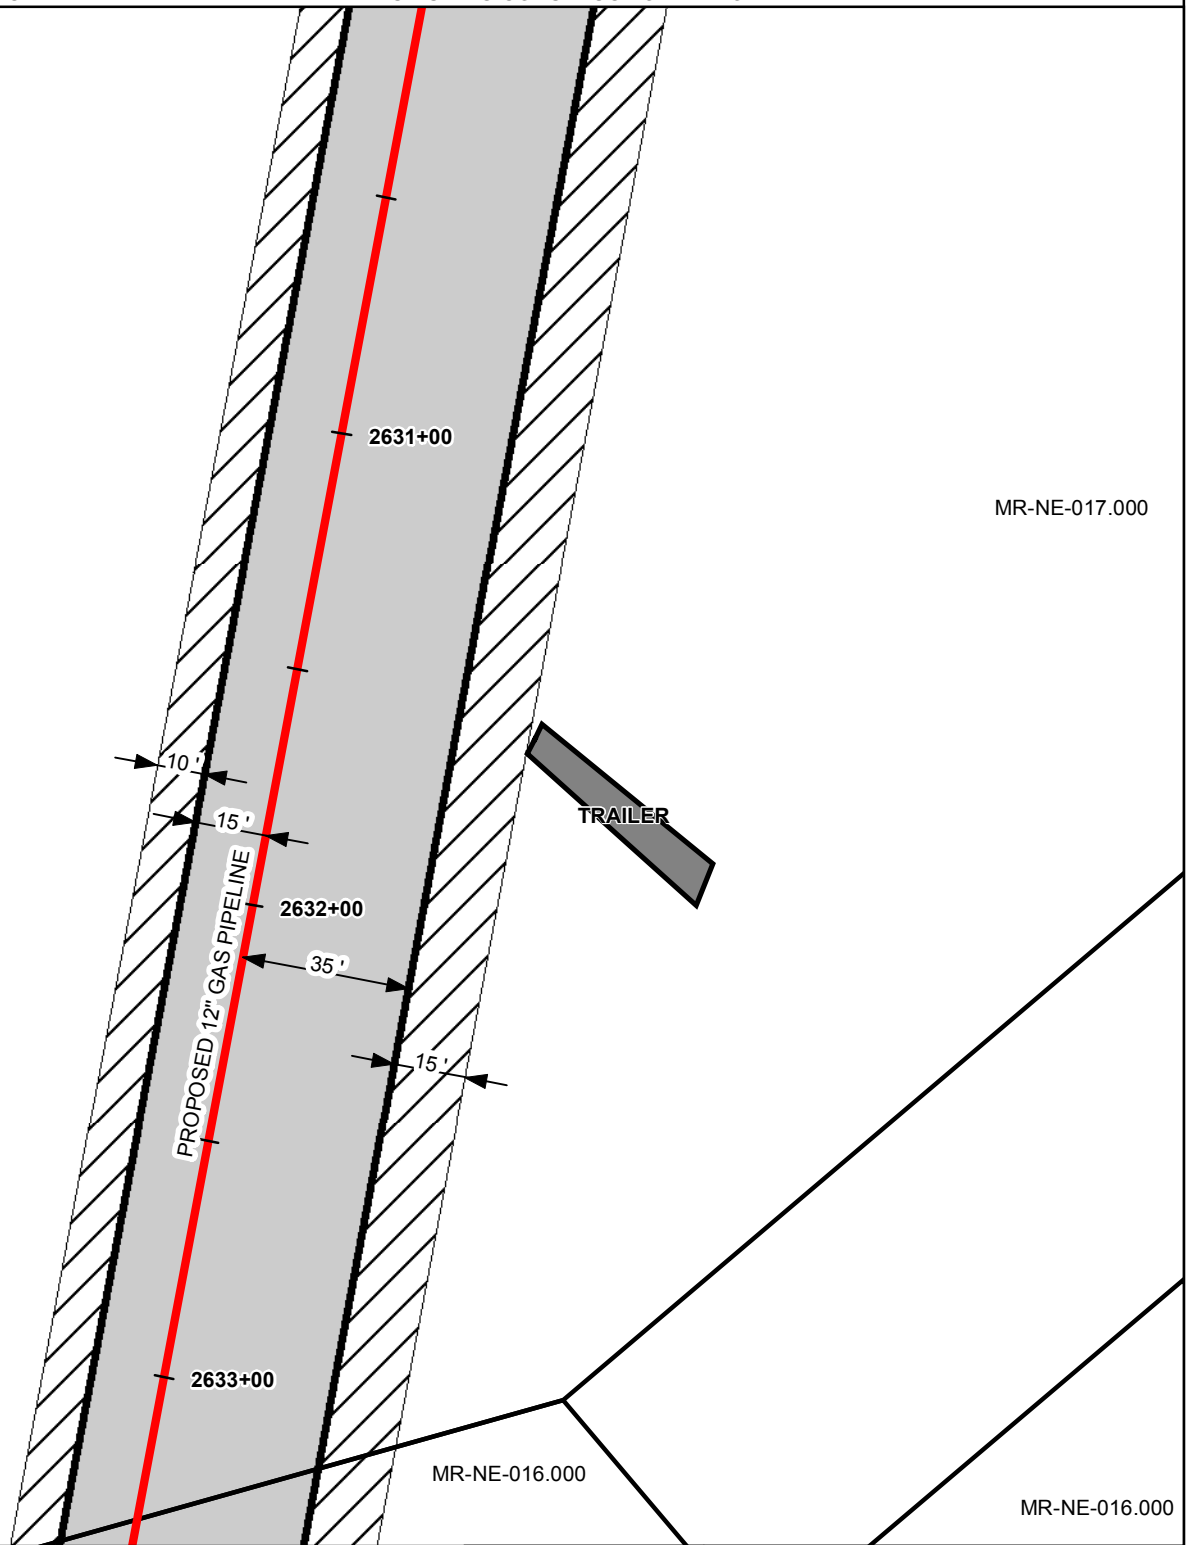 2631+00
MR-NE-017.000
10 '
15 '
TRAILER
PROPOSED 12" GAS PIPELINE
2632+00
35 '
15 '
2633+00
MR-NE-016.000
MR-NE-016.000